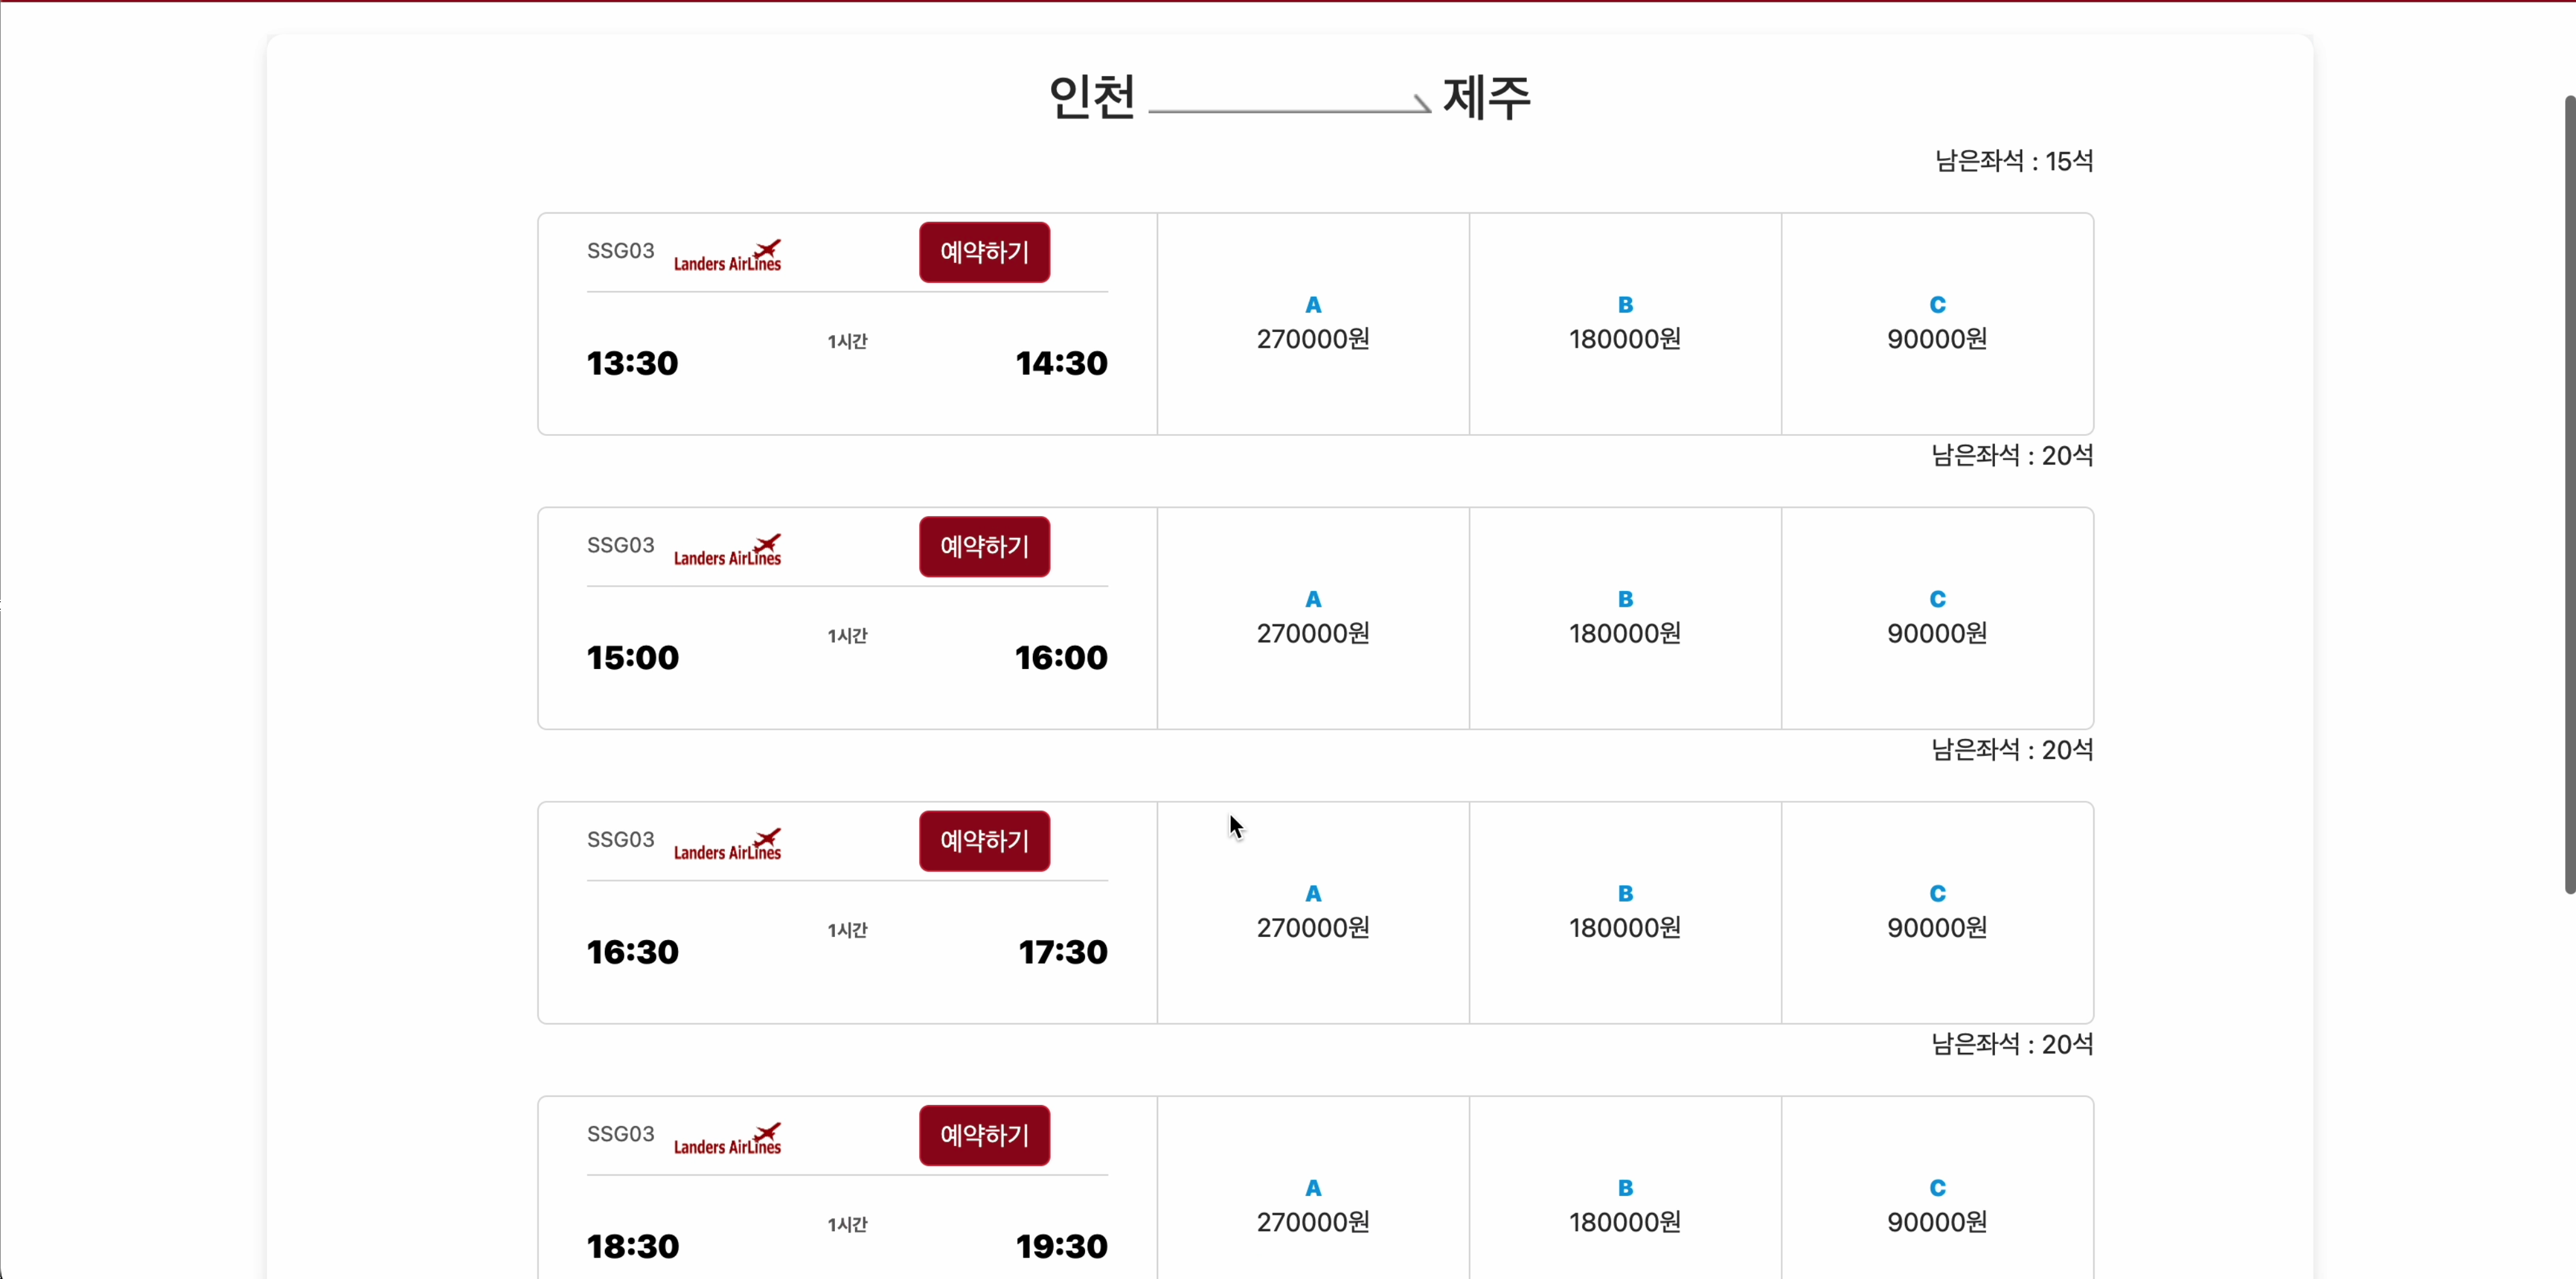 인천 제주
남은좌석 : 15석
SSG03 Landers AirLines 예약하기
13:30 1시간 14:30
A
270000원
B
180000원
C
90000원
남은좌석 : 20석
SSG03 Landers AirLines 예약하기
15:00 1시간 16:00
A
270000원
B
180000원
C
90000원
남은좌석 : 20석
SSG03 Landers AirLines 예약하기
16:30 1시간 17:30
A
270000원
B
180000원
C
90000원
남은좌석 : 20석
SSG03 Landers AirLines 예약하기
18:30 1시간 19:30
A
270000원
B
180000원
C
90000원